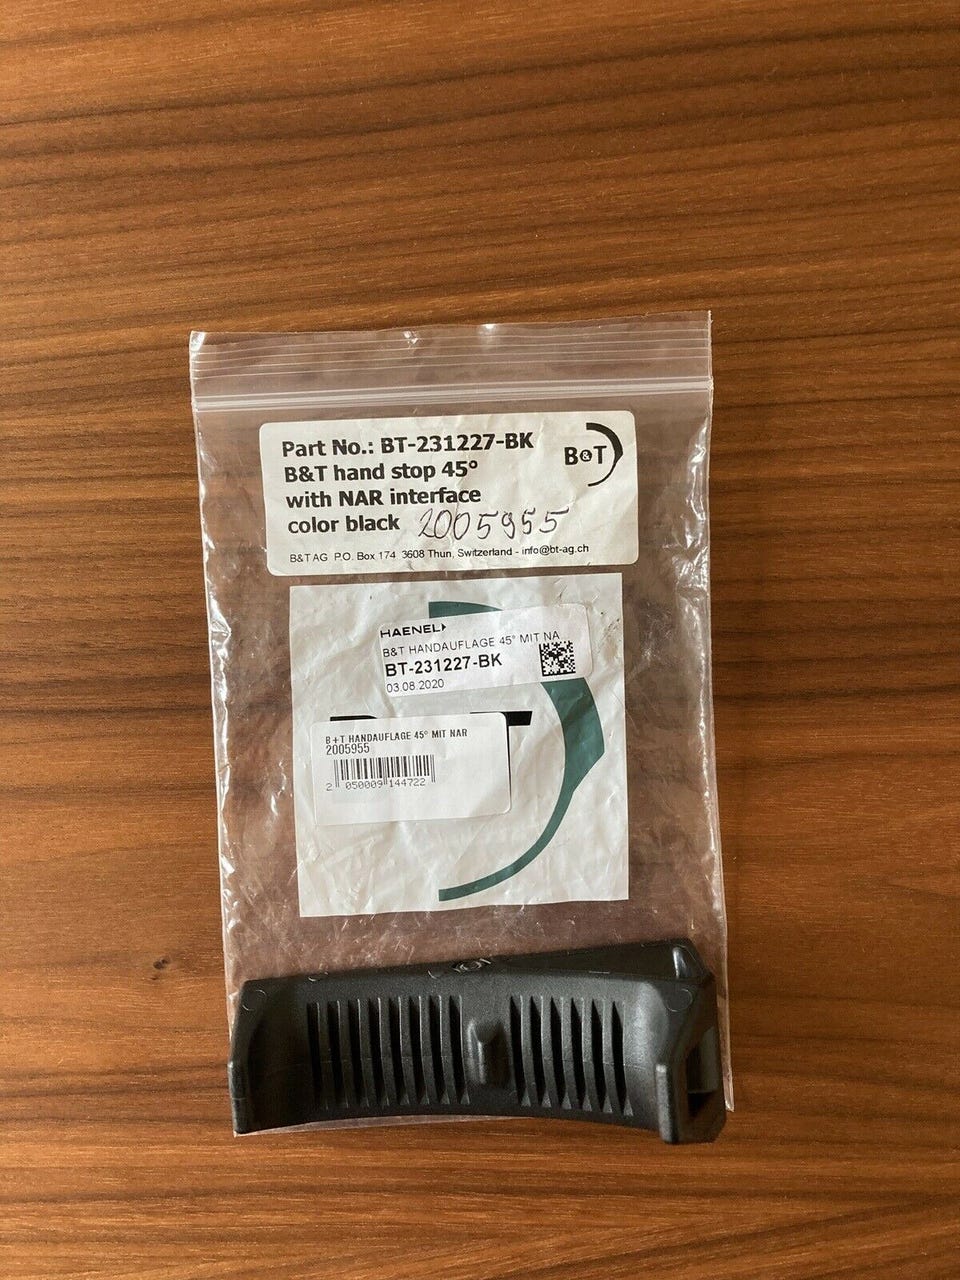 Part No.: BT-231227-BK
B&T hand stop 45°
with NAR interface
color black 2005955
B&T AG P.O. Box 174 3608 Thun, Switzerland - info@bt-ag.ch
B&T
HAENEL
B&T HANDAUFLAGE 45° MIT NA
BT-231227-BK
03.08.2020
B+T HANDAUFLAGE 45° MIT NAR
2005955
2 050009 144722